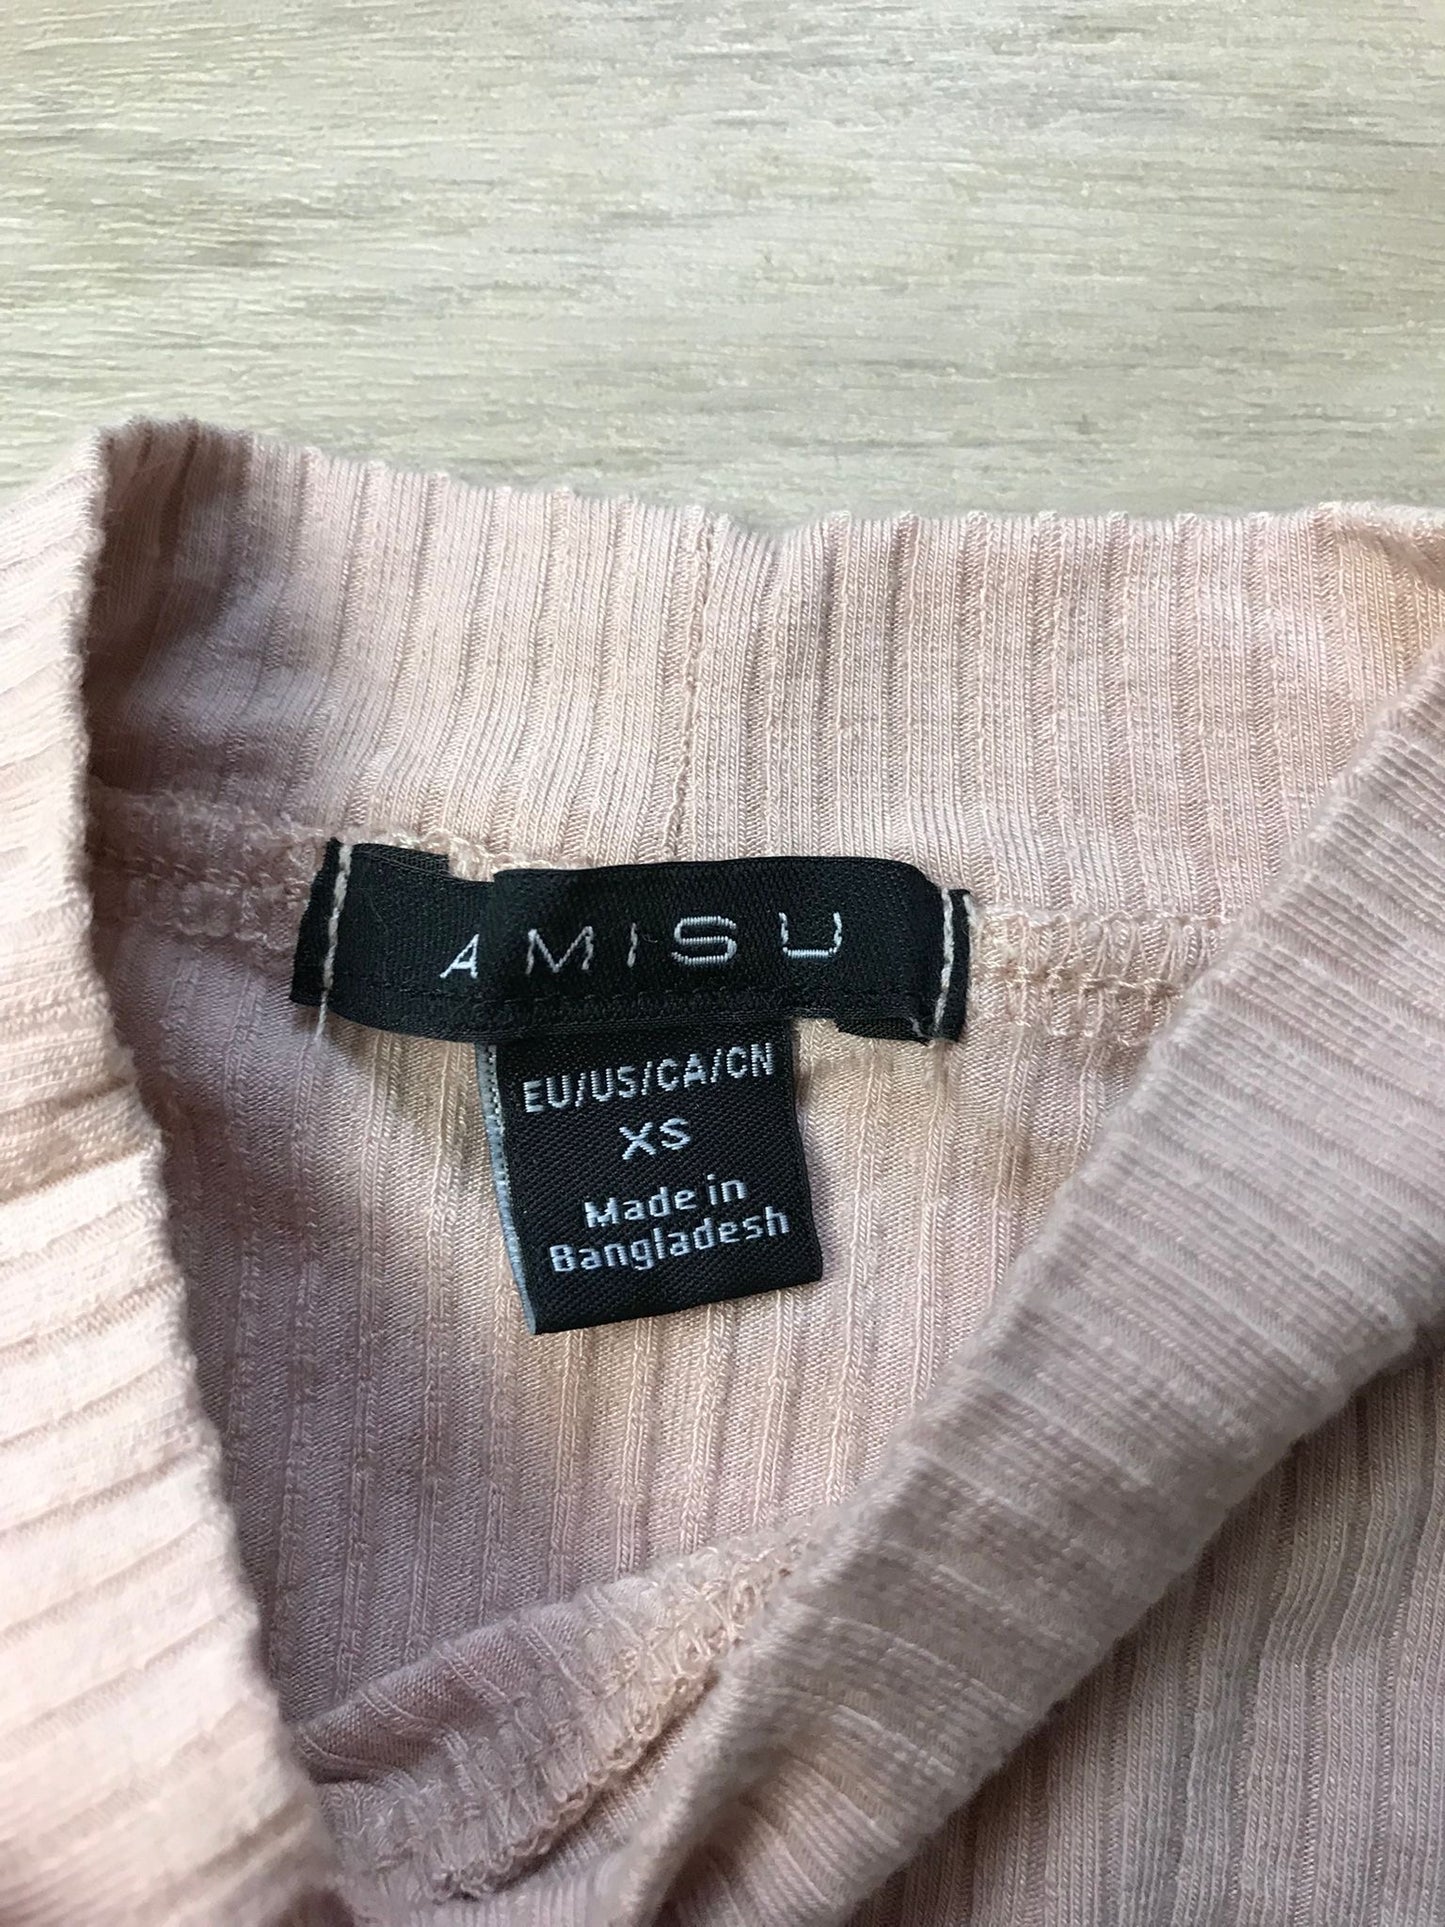 AMISU
EU/US/CA/CN
XS
Made in
Bangladesh